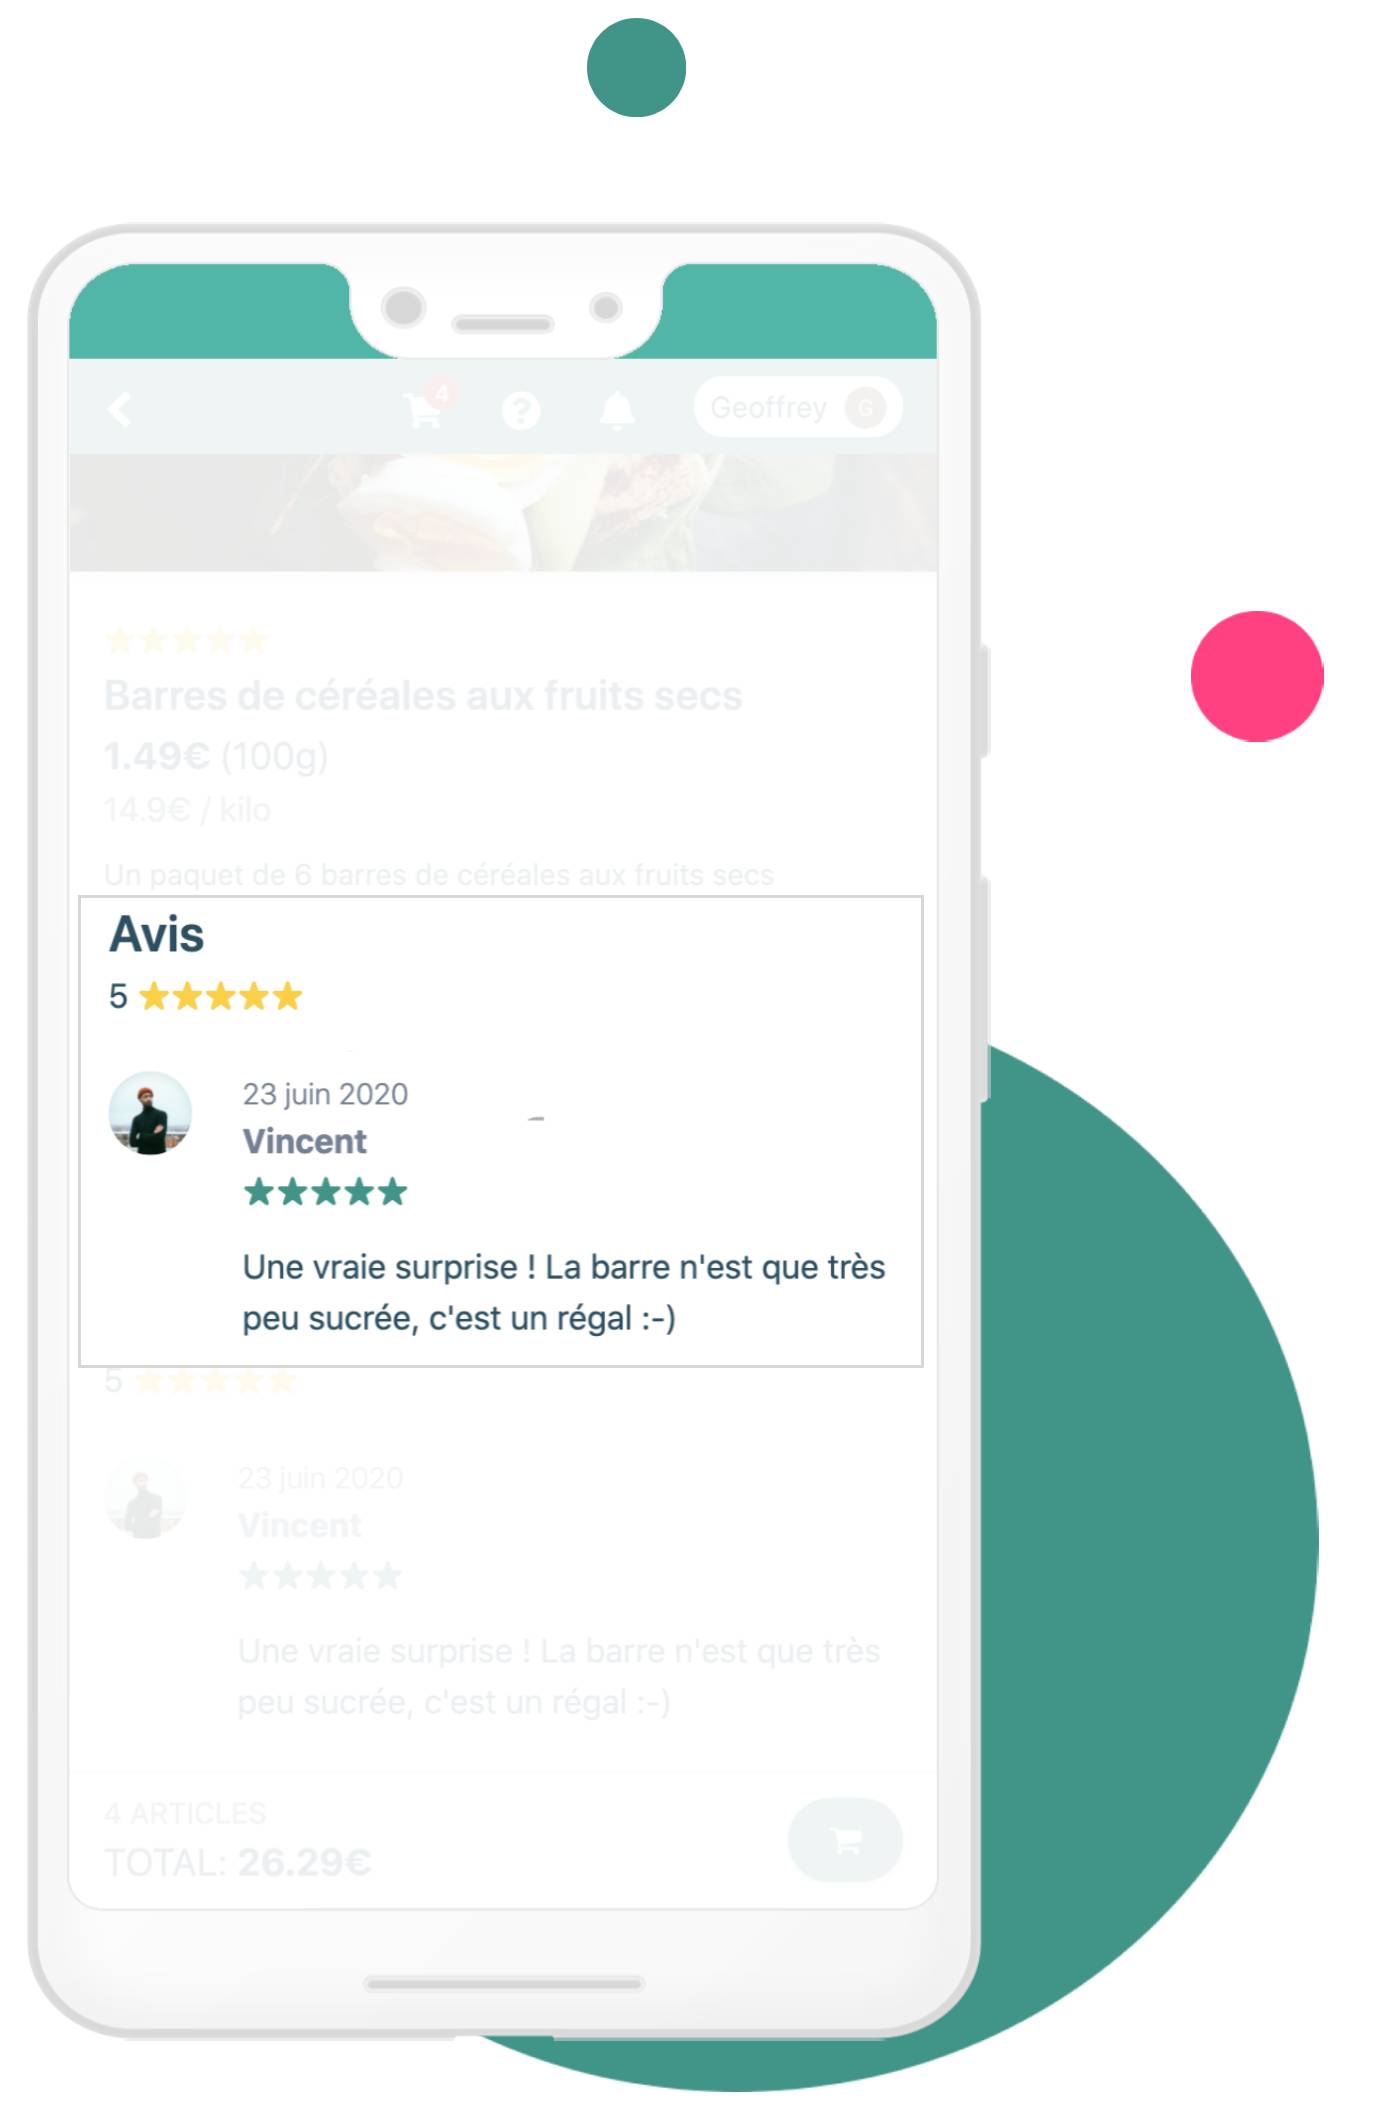 4
Geoffrey G
Barres de céréales aux fruits secs
1.49€ (100g)
14.9€ / kilo
Un paquet de 6 barres de céréales aux fruits secs
Avis
5
23 juin 2020
Vincent
Une vraie surprise ! La barre n'est que très
peu sucrée, c'est un régal :-)
5
23 juin 2020
Vincent
Une vraie surprise ! La barre n'est que très
peu sucrée, c'est un régal :-)
4 ARTICLES
TOTAL: 26.29€